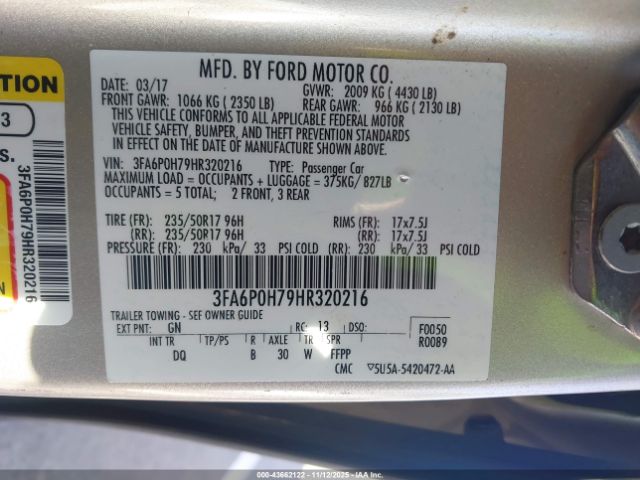 MFD. BY FORD MOTOR CO.
DATE: 03/17 GVWR: 2009 KG ( 4430 LB)
FRONT GAWR: 1066 KG ( 2350 LB) REAR GAWR: 966 KG ( 2130 LB)
THIS VEHICLE CONFORMS TO ALL APPLICABLE FEDERAL MOTOR
VEHICLE SAFETY, BUMPER, AND THEFT PREVENTION STANDARDS
IN EFFECT ON THE DATE OF MANUFACTURE SHOWN ABOVE.
VIN: 3FA6P0H79HR320216 TYPE: Passenger Car
MAXIMUM LOAD = OCCUPANTS + LUGGAGE = 375KG/ 827LB
OCCUPANTS = 5 TOTAL; 2 FRONT, 3 REAR
TIRE (FR): 235/50R17 96H RIMS (FR): 17x7.5J
(RR): 235/50R17 96H (RR): 17x7.5J
PRESSURE (FR): 230 kPa/ 33 PSI COLD (RR): 230 kPa/ 33 PSI COLD
3FA6P0H79HR320216
TRAILER TOWING - SEE OWNER GUIDE
EXT PNT: GN RC: 13 DSO: F0050
R0089
INT TR TP/PS R AXLE TR SPR
DQ B 30 W FFPP
CMC 5U5A-5420472-AA
TION
3
S.
3FA6P0H79HR320216
000-43662122 - 11/12/2025 - IAAI.COM